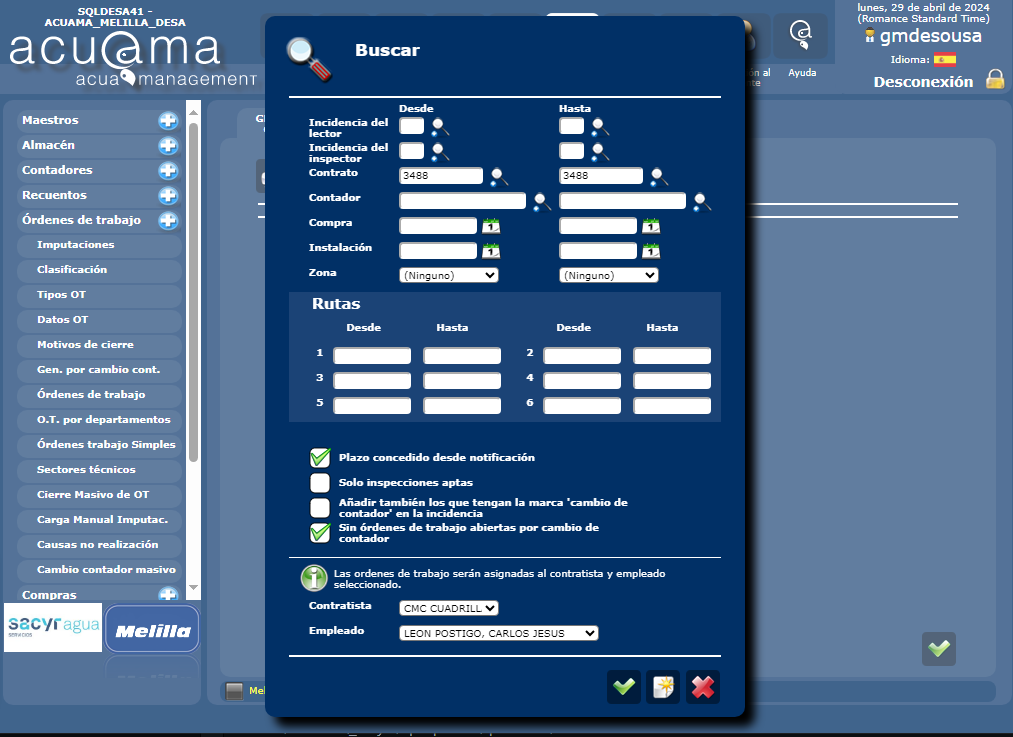 SQLDESA41 -
ACUAMA_MELILLA_DESA
acuama
acuamanagement
lunes, 29 de abril de 2024
(Romance Standard Time)
gmdesousa
Idioma:
Desconexión
Ayuda
Maestros
Almacén
Contadores
Recuentos
Órdenes de trabajo
Imputaciones
Clasificación
Tipos OT
Datos OT
Motivos de cierre
Gen. por cambio cont.
Órdenes de trabajo
O.T. por departamentos
Órdenes trabajo Simples
Sectores técnicos
Cierre Masivo de OT
Carga Manual Imputac.
Causas no realización
Cambio contador masivo
Compras
sacyr agua
SERVICIOS
Melilla
Buscar
Desde Hasta
Incidencia del
lector
Incidencia del
inspector
Contrato 3488 3488
Contador
Compra 1 1
Instalación 1 1
Zona (Ninguno) (Ninguno)
Rutas
Desde Hasta Desde Hasta
1 2
3 4
5 6
Plazo concedido desde notificación
Solo inspecciones aptas
Añadir también los que tengan la marca 'cambio de
contador' en la incidencia
Sin órdenes de trabajo abiertas por cambio de
contador
Las ordenes de trabajo serán asignadas al contratista y empleado
seleccionado.
Contratista CMC CUADRILL
Empleado LEON POSTIGO, CARLOS JESUS